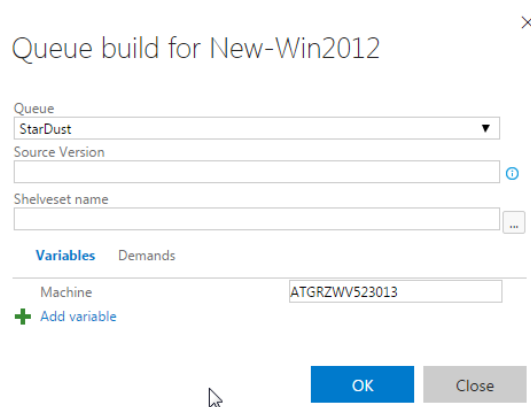 Queue build for New-Win2012
Queue
StarDust
Source Version
Shelveset name
...
Variables Demands
Machine ATGRZWV523013
Add variable
OK Close